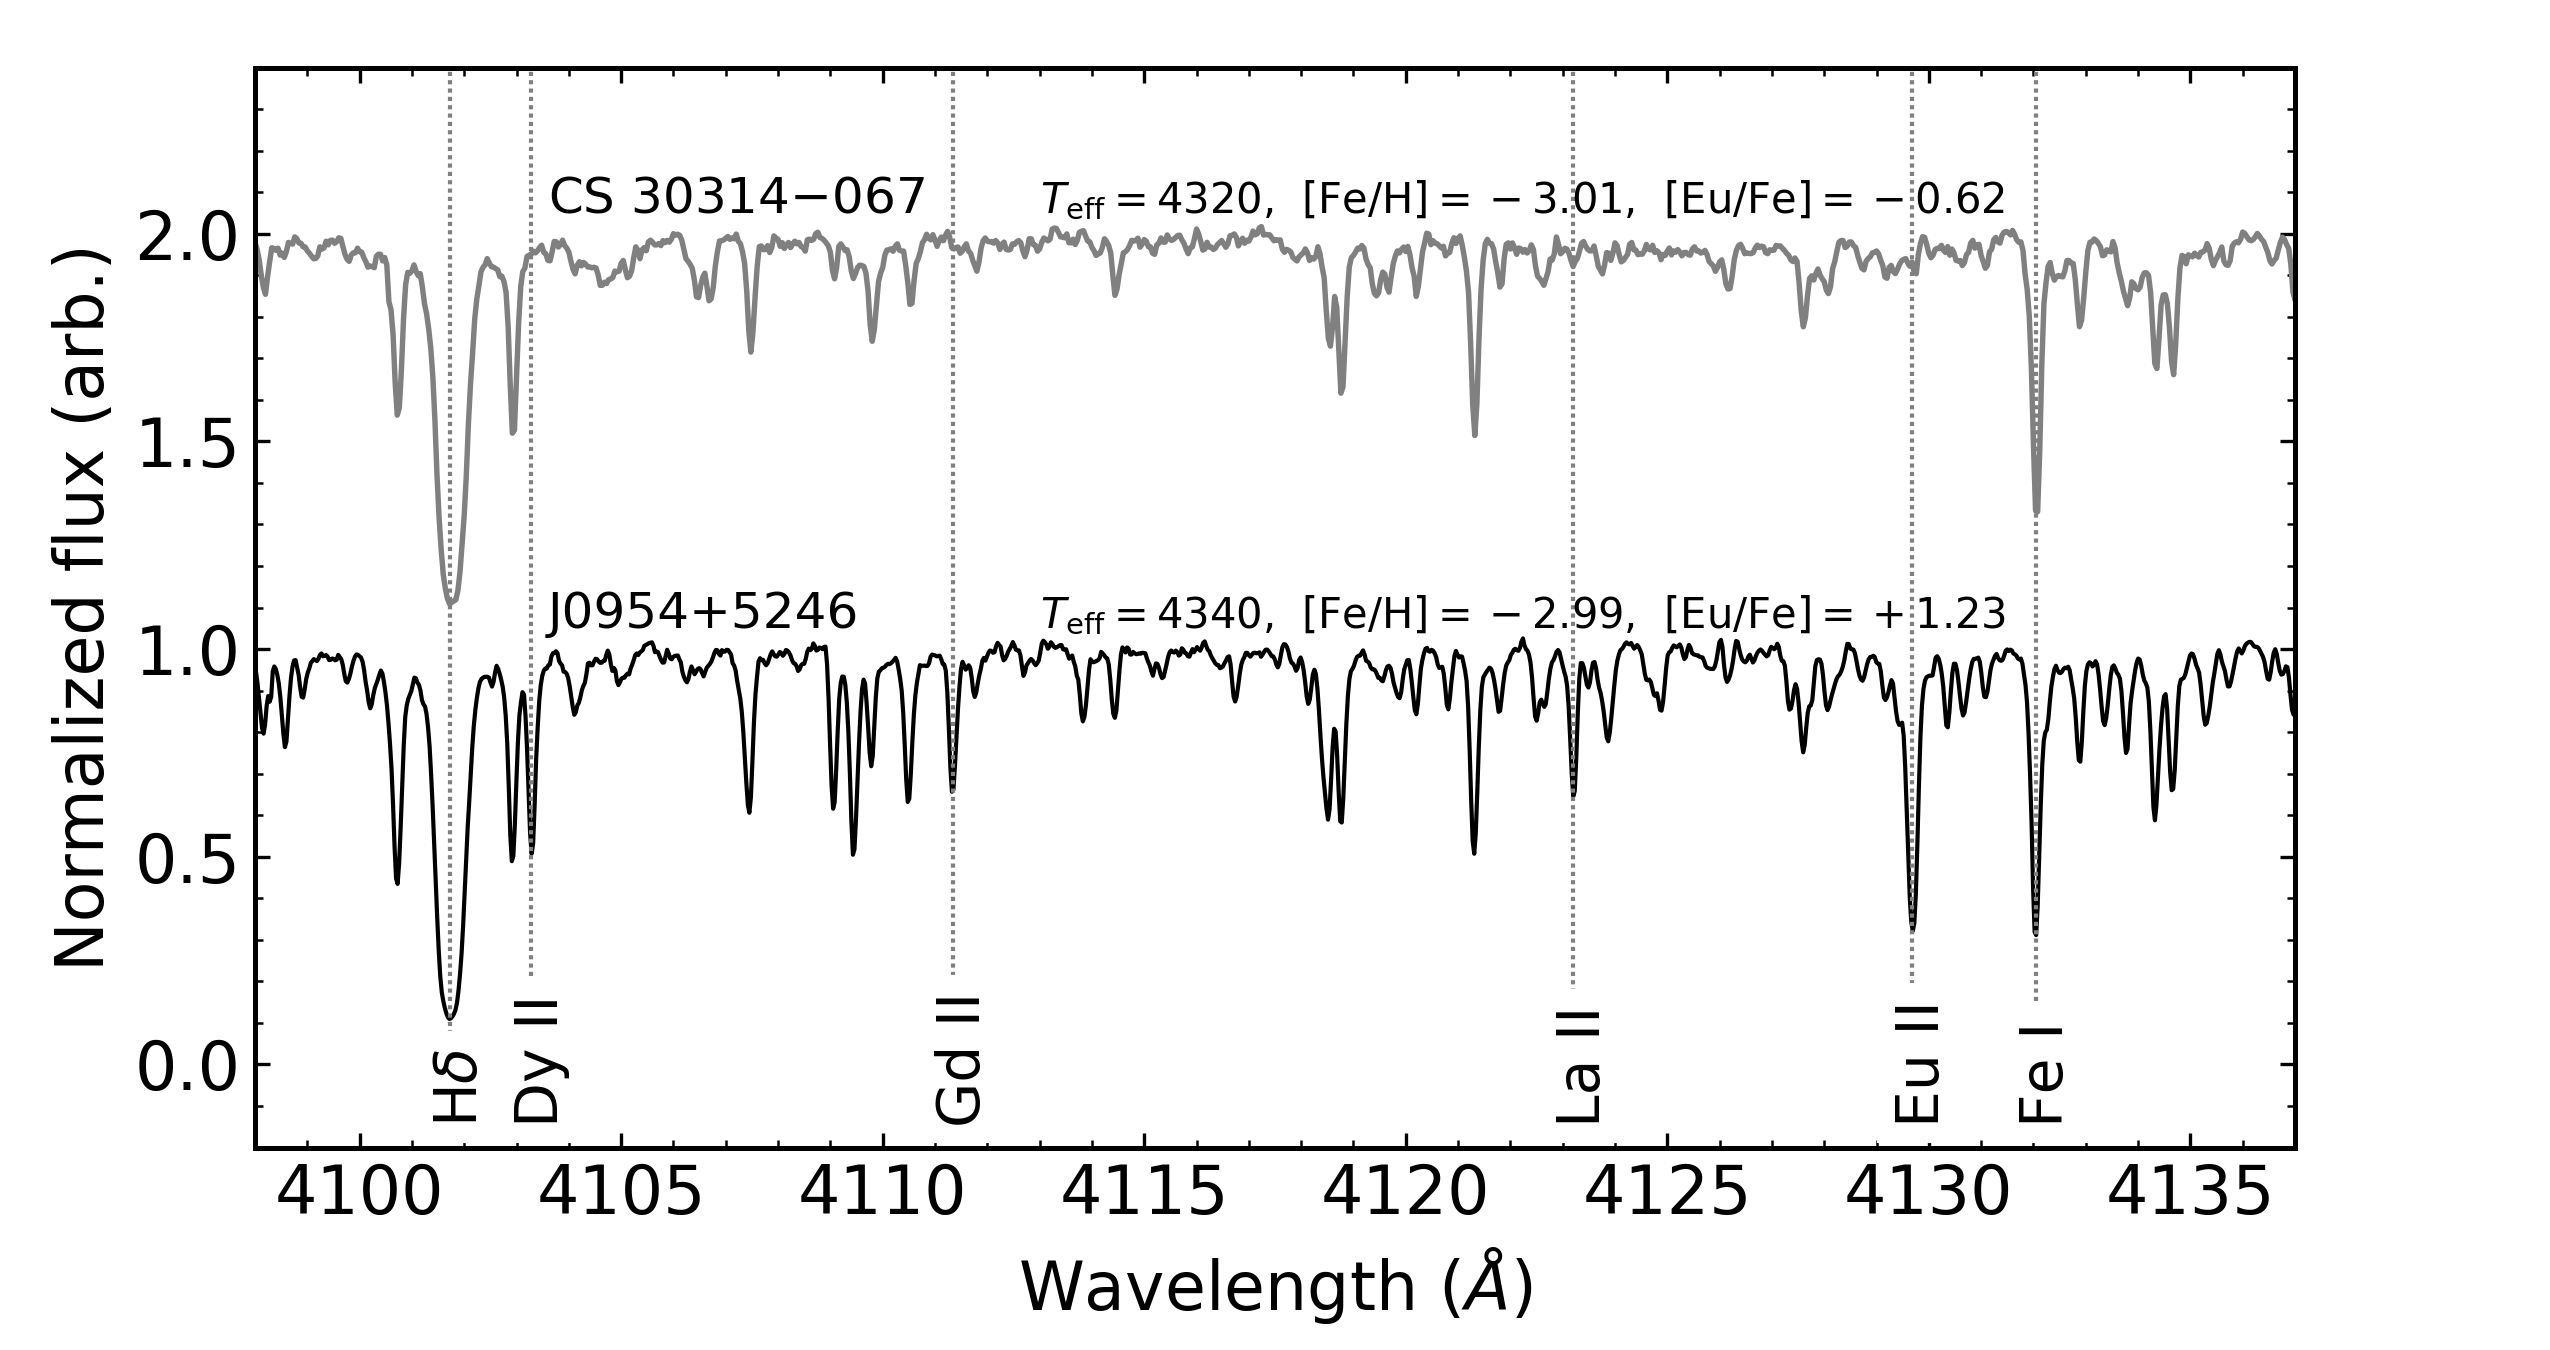 Normalized flux (arb.)
2.0
1.5
1.0
0.5
0.0
CS 30314−067
T_eff = 4320, [Fe/H] = −3.01, [Eu/Fe] = −0.62
J0954+5246
T_eff = 4340, [Fe/H] = −2.99, [Eu/Fe] = +1.23
Hδ
Dy II
Gd II
La II
Eu II
Fe I
4100 4105 4110 4115 4120 4125 4130 4135
Wavelength (Å)